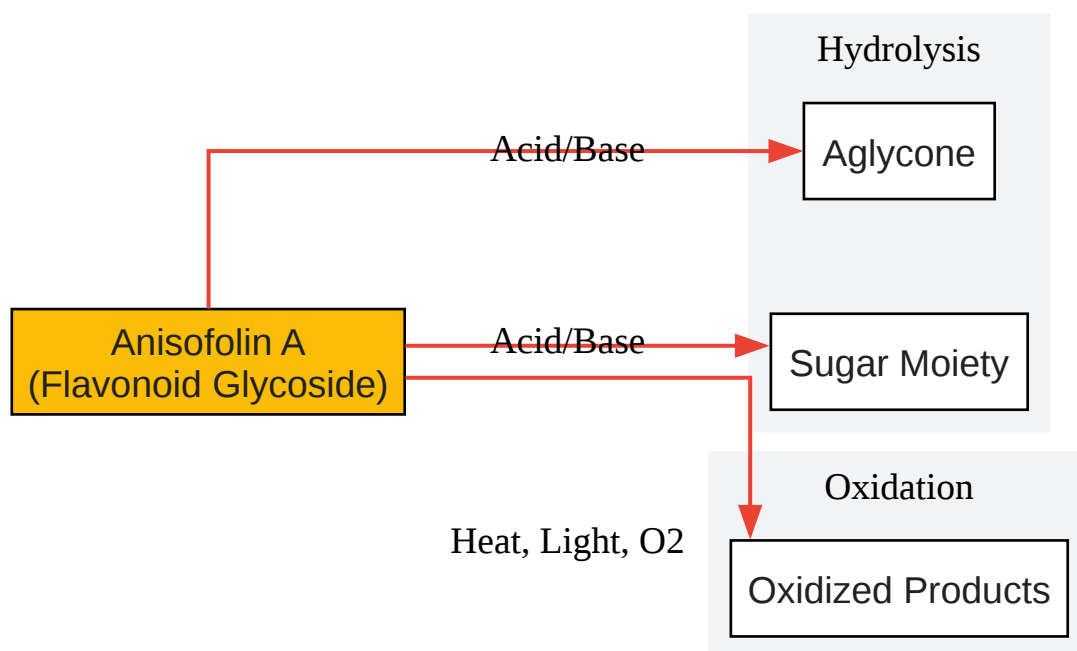 Hydrolysis
Acid/Base
Aglycone
Anisofolin A
(Flavonoid Glycoside)
Acid/Base
Sugar Moiety
Oxidation
Heat, Light, O2
Oxidized Products